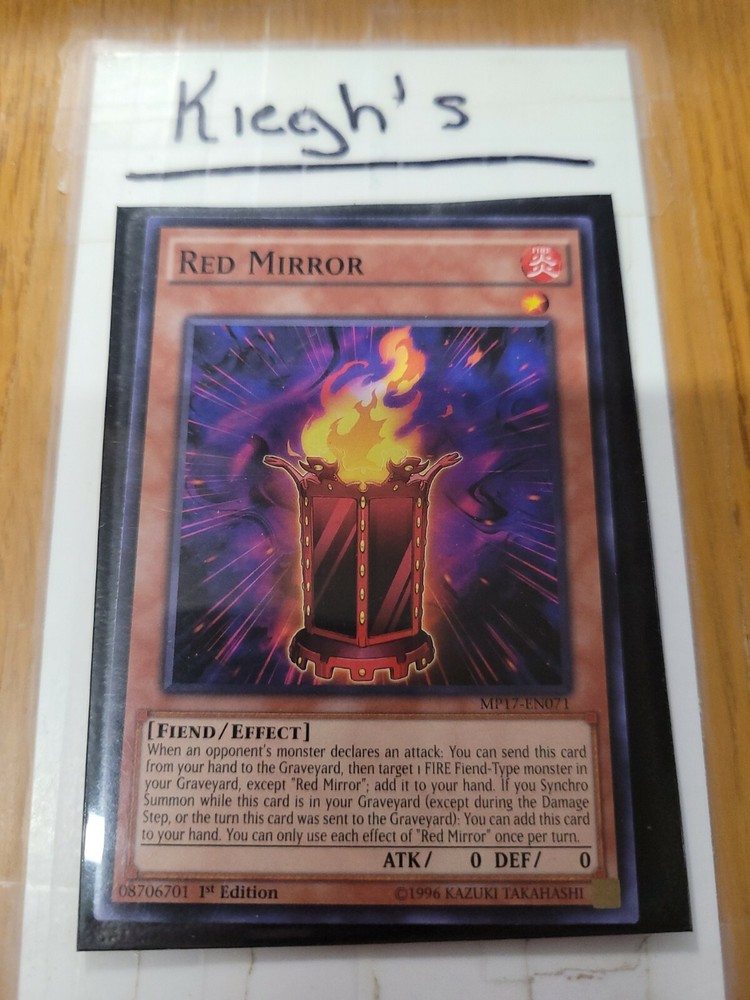 Kiegh's
RED MIRROR
FIRE
炎
MP17-EN071
[FIEND/EFFECT]
When an opponent's monster declares an attack: You can send this card
from your hand to the Graveyard, then target 1 FIRE Fiend-Type monster in
your Graveyard, except "Red Mirror"; add it to your hand. If you Synchro
Summon while this card is in your Graveyard (except during the Damage
Step, or the turn this card was sent to the Graveyard): You can add this card
to your hand. You can only use each effect of "Red Mirror" once per turn.
ATK/ 0 DEF/ 0
08706701 1st Edition ©1996 KAZUKI TAKAHASHI